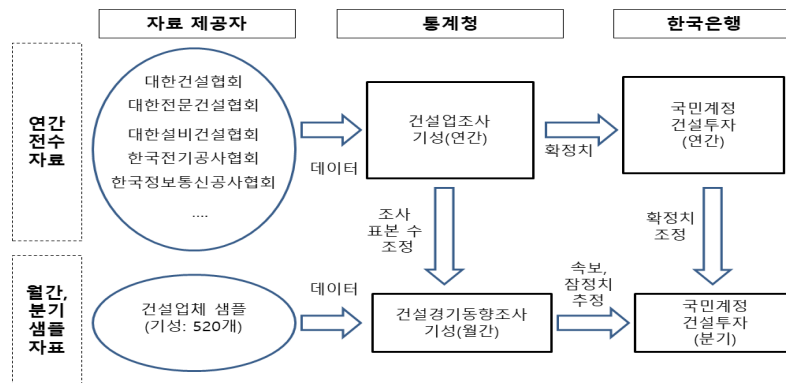 자료 제공자
통계청
한국은행
연간
전수
자료
대한건설협회
대한전문건설협회
대한설비건설협회
한국전기공사협회
한국정보통신공사협회
....
데이터
건설업조사
기성(연간)
확정치
국민계정
건설투자
(연간)
조사
표본 수
조정
확정치
조정
월간,
분기
샘플
자료
건설업체 샘플
(기성: 520개)
데이터
건설경기동향조사
기성(월간)
속보,
잠정치
추정
국민계정
건설투자
(분기)